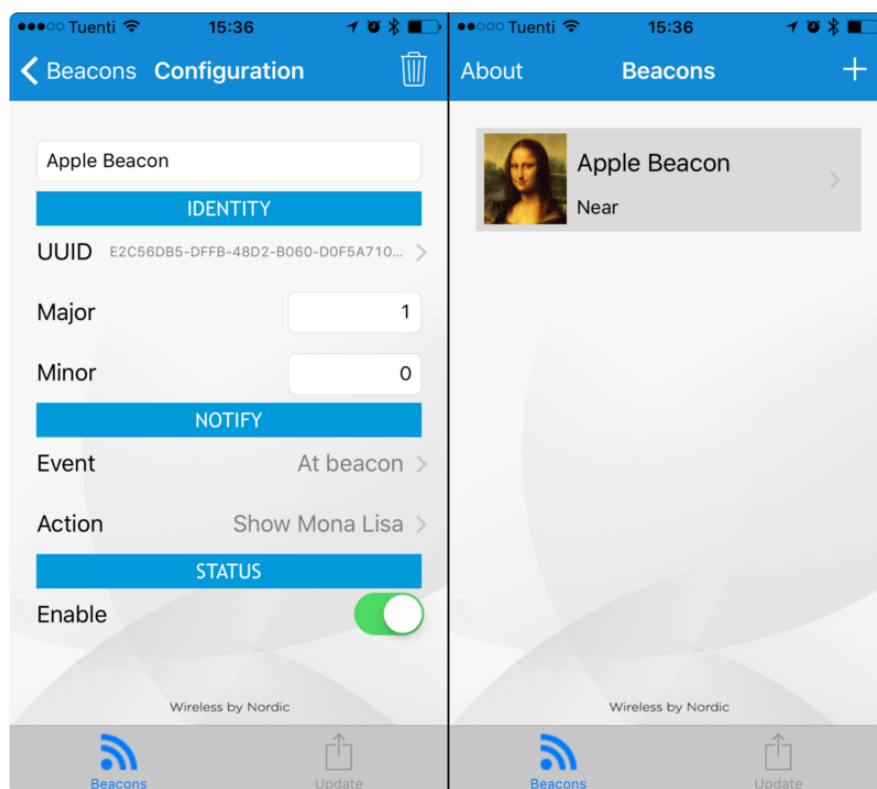 Tuenti 15:36
Beacons Configuration
Apple Beacon
IDENTITY
UUID E2C56DB5-DFFB-48D2-B060-D0F5A710...
Major 1
Minor 0
NOTIFY
Event At beacon
Action Show Mona Lisa
STATUS
Enable
Wireless by Nordic
Beacons Update
Tuenti 15:36
About Beacons +
Apple Beacon
Near
Wireless by Nordic
Beacons Update